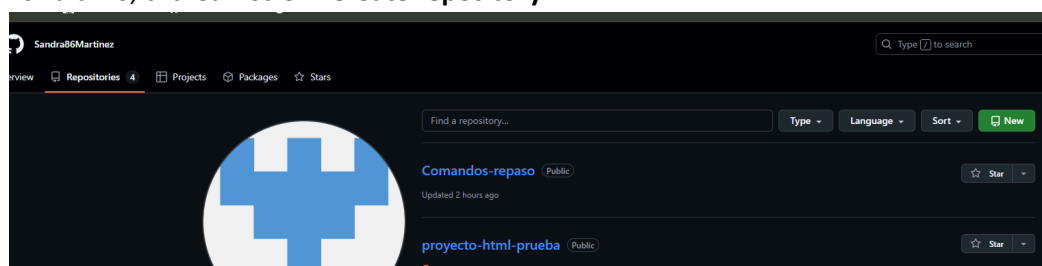 Sandra86Martinez
Type / to search
erview Repositories 4 Projects Packages Stars
Find a repository...
Type Language Sort New
Comandos-repaso Public
Star
Updated 2 hours ago
proyecto-html-prueba Public
Star